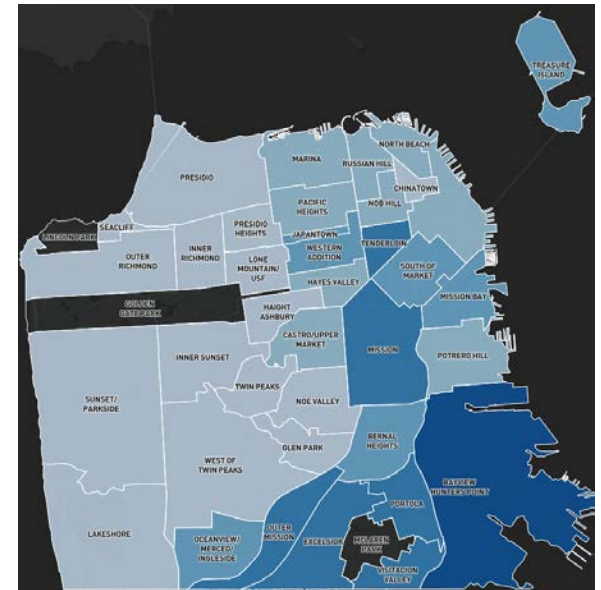 TREASURE
ISLAND
NORTH BEACH
MARINA
RUSSIAN HILL
PRESIDIO
CHINATOWN
PACIFIC
HEIGHTS
NOB HILL
SEACLIFF
LINCOLN PARK
PRESIDIO
HEIGHTS
JAPANTOWN
TENDERLOIN
WESTERN
ADDITION
INNER
RICHMOND
OUTER
RICHMOND
LONE
MOUNTAIN/
USF
SOUTH OF
MARKET
HAYES VALLEY
MISSION BAY
GOLDEN
GATE PARK
HAIGHT
ASHBURY
CASTRO/UPPER
MARKET
MISSION
POTRERO HILL
INNER SUNSET
TWIN PEAKS
SUNSET/
PARKSIDE
NOE VALLEY
BERNAL
HEIGHTS
GLEN PARK
WEST OF
TWIN PEAKS
BAYVIEW
HUNTERS POINT
PORTOLA
LAKESHORE
OCEANVIEW/
MERCED/
INGLESIDE
OUTER
MISSION
EXCELSIOR
MCLAREN
PARK
VISITACION
VALLEY